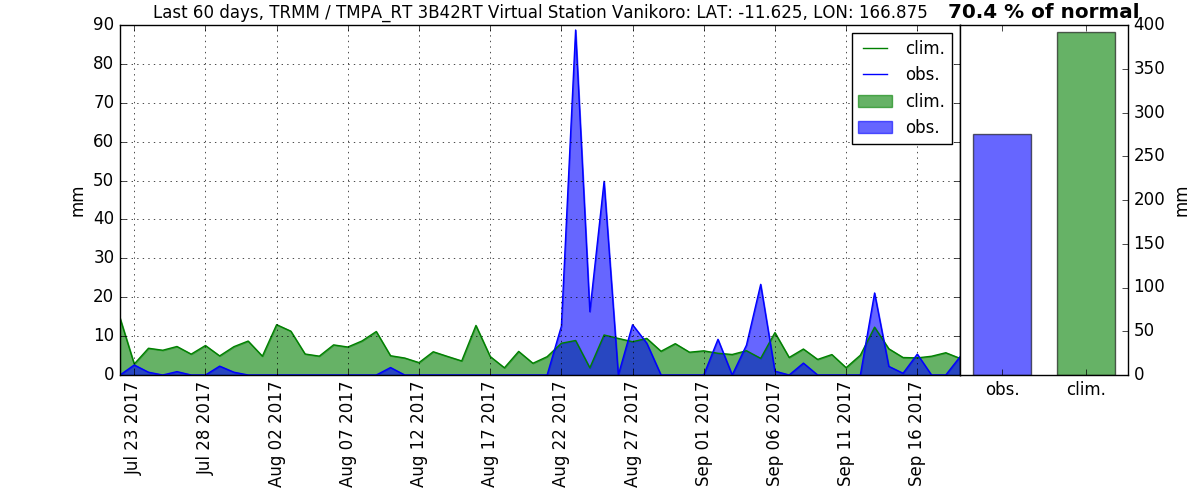 Last 60 days, TRMM / TMPA_RT 3B42RT Virtual Station Vanikoro: LAT: -11.625, LON: 166.875
70.4 % of normal
90
80
70
60
50
40
30
20
10
0
mm
clim.
obs.
clim.
obs.
Jul 23 2017
Jul 28 2017
Aug 02 2017
Aug 07 2017
Aug 12 2017
Aug 17 2017
Aug 22 2017
Aug 27 2017
Sep 01 2017
Sep 06 2017
Sep 11 2017
Sep 16 2017
400
350
300
250
200
150
100
50
0
mm
obs.
clim.